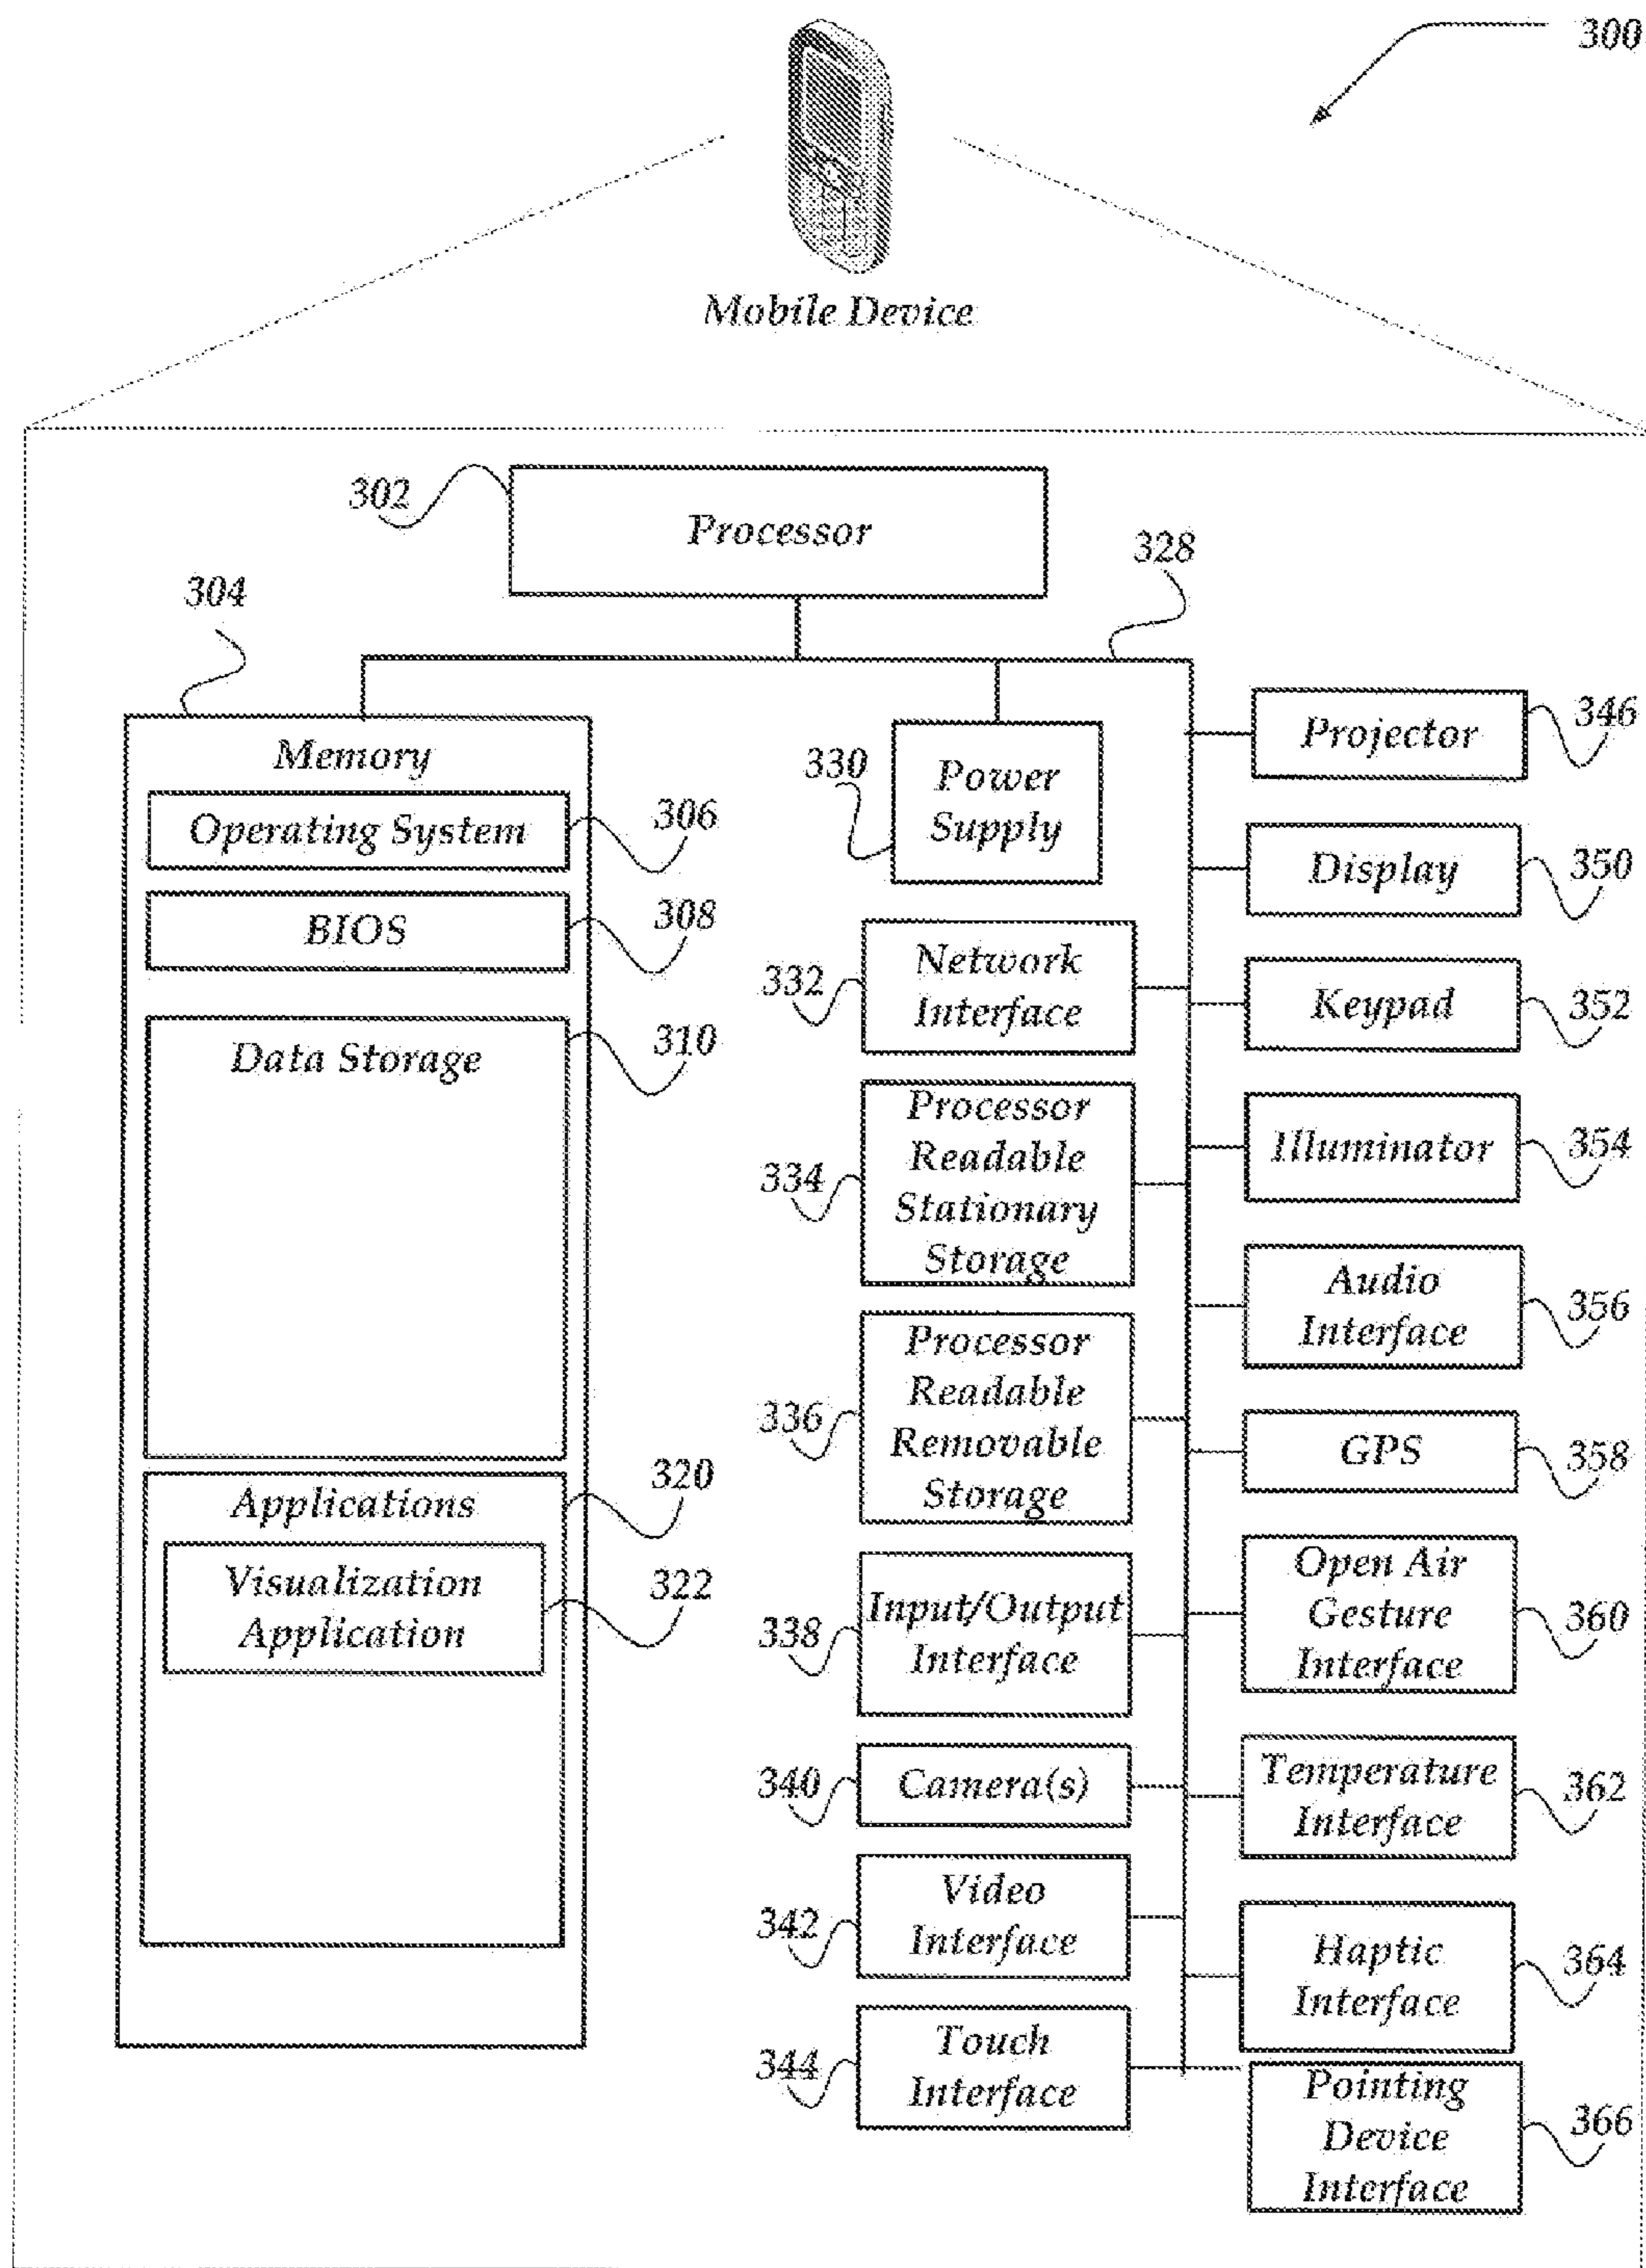 300
Mobile Device
302
Processor
328
304
Memory
Operating System
306
BIOS
308
Data Storage
310
Applications
320
Visualization
Application
322
330
Power
Supply
332
Network
Interface
334
Processor
Readable
Stationary
Storage
336
Processor
Readable
Removable
Storage
338
Input/Output
Interface
340
Camera(s)
342
Video
Interface
344
Touch
Interface
Projector
346
Display
350
Keypad
352
Illuminator
354
Audio
Interface
356
GPS
358
Open Air
Gesture
Interface
360
Temperature
Interface
362
Haptic
Interface
364
Pointing
Device
Interface
366